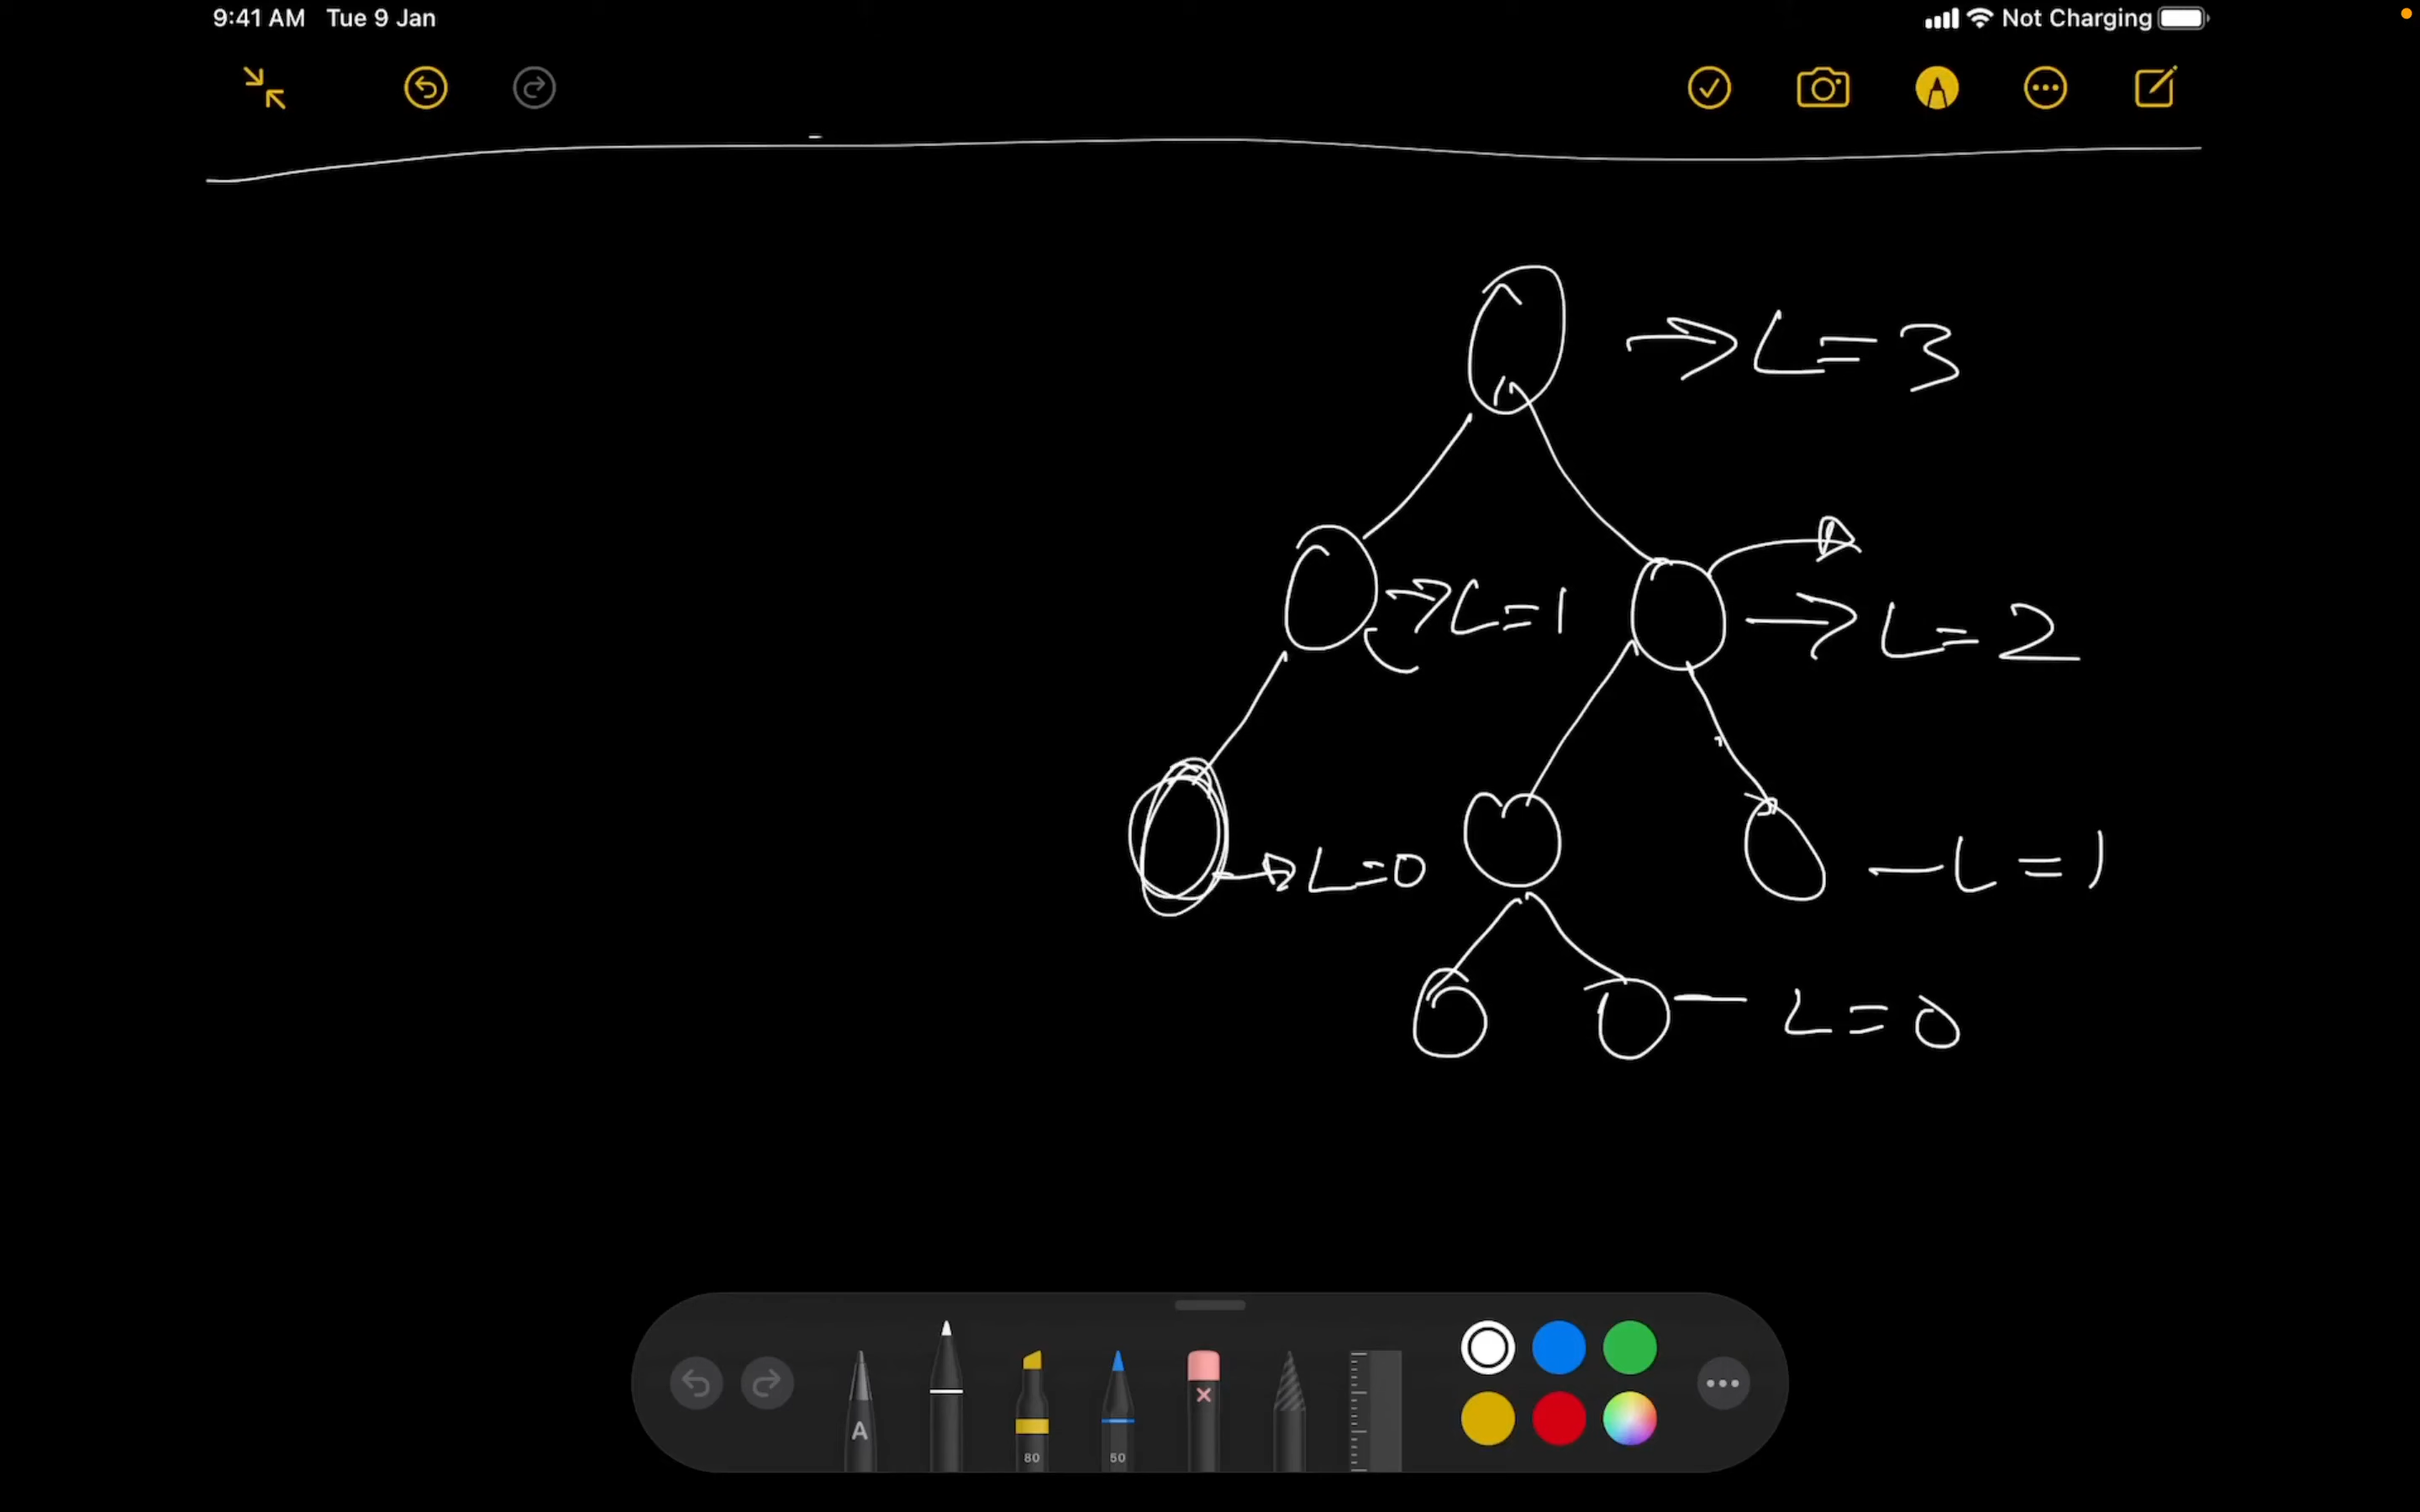 9:41 AM Tue 9 Jan Not Charging
→ L = 3
→ L = 1 → L = 2
→ L = 0 — L = 1
— L = 0
A 80 50